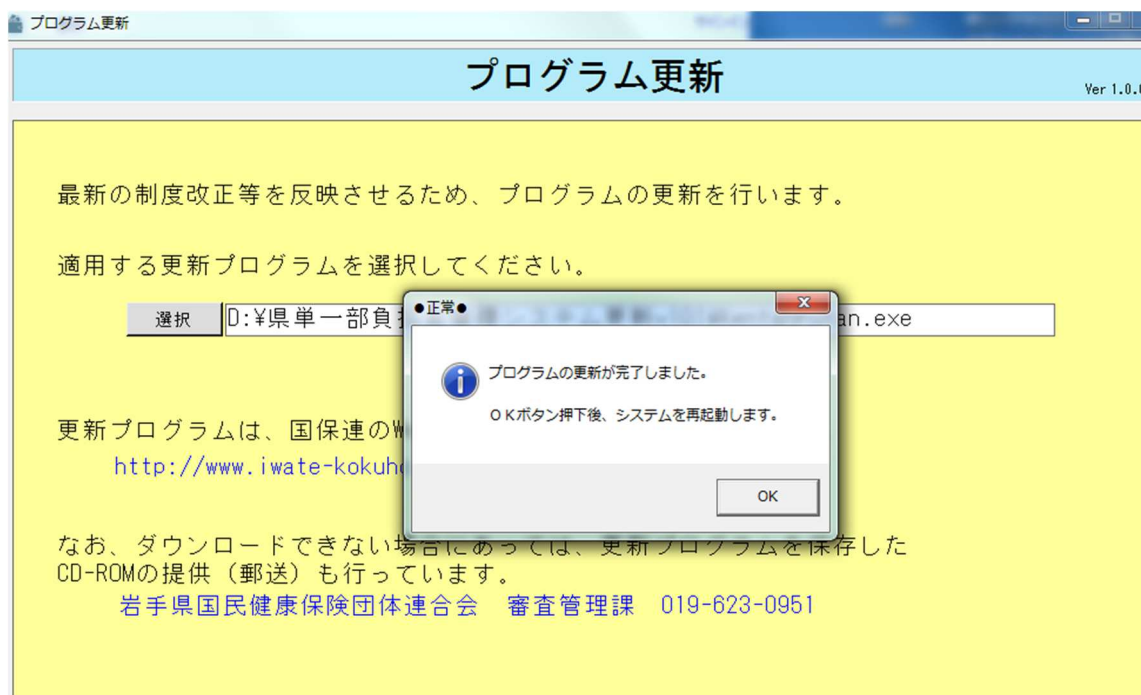 プログラム更新
プログラム更新
Ver 1.0.
最新の制度改正等を反映させるため、プログラムの更新を行います。
適用する更新プログラムを選択してください。
選択 D:¥県単一部負 an.exe
●正常●
プログラムの更新が完了しました。
ＯＫボタン押下後、システムを再起動します。
OK
更新プログラムは、国保連のW
http://www.iwate-kokuho
なお、ダウンロードできない場合にあっては、更新プログラムを保存した
CD-ROMの提供（郵送）も行っています。
岩手県国民健康保険団体連合会　審査管理課　019-623-0951